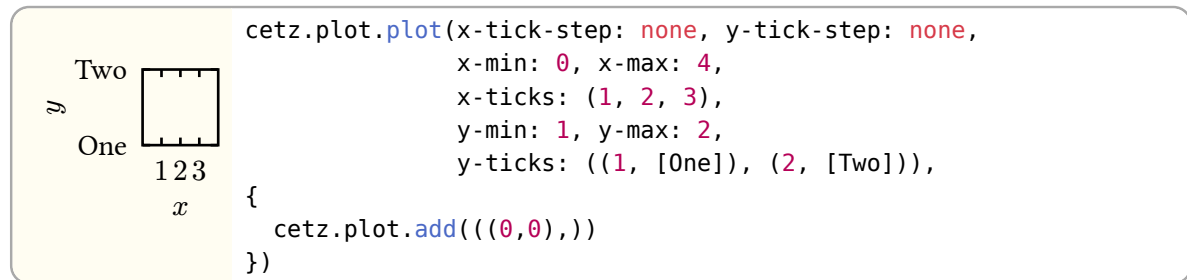 Two
y
One
1 2 3
x
cetz.plot.plot(x-tick-step: none, y-tick-step: none,
               x-min: 0, x-max: 4,
               x-ticks: (1, 2, 3),
               y-min: 1, y-max: 2,
               y-ticks: ((1, [One]), (2, [Two])),
{
  cetz.plot.add(((0,0),))
})